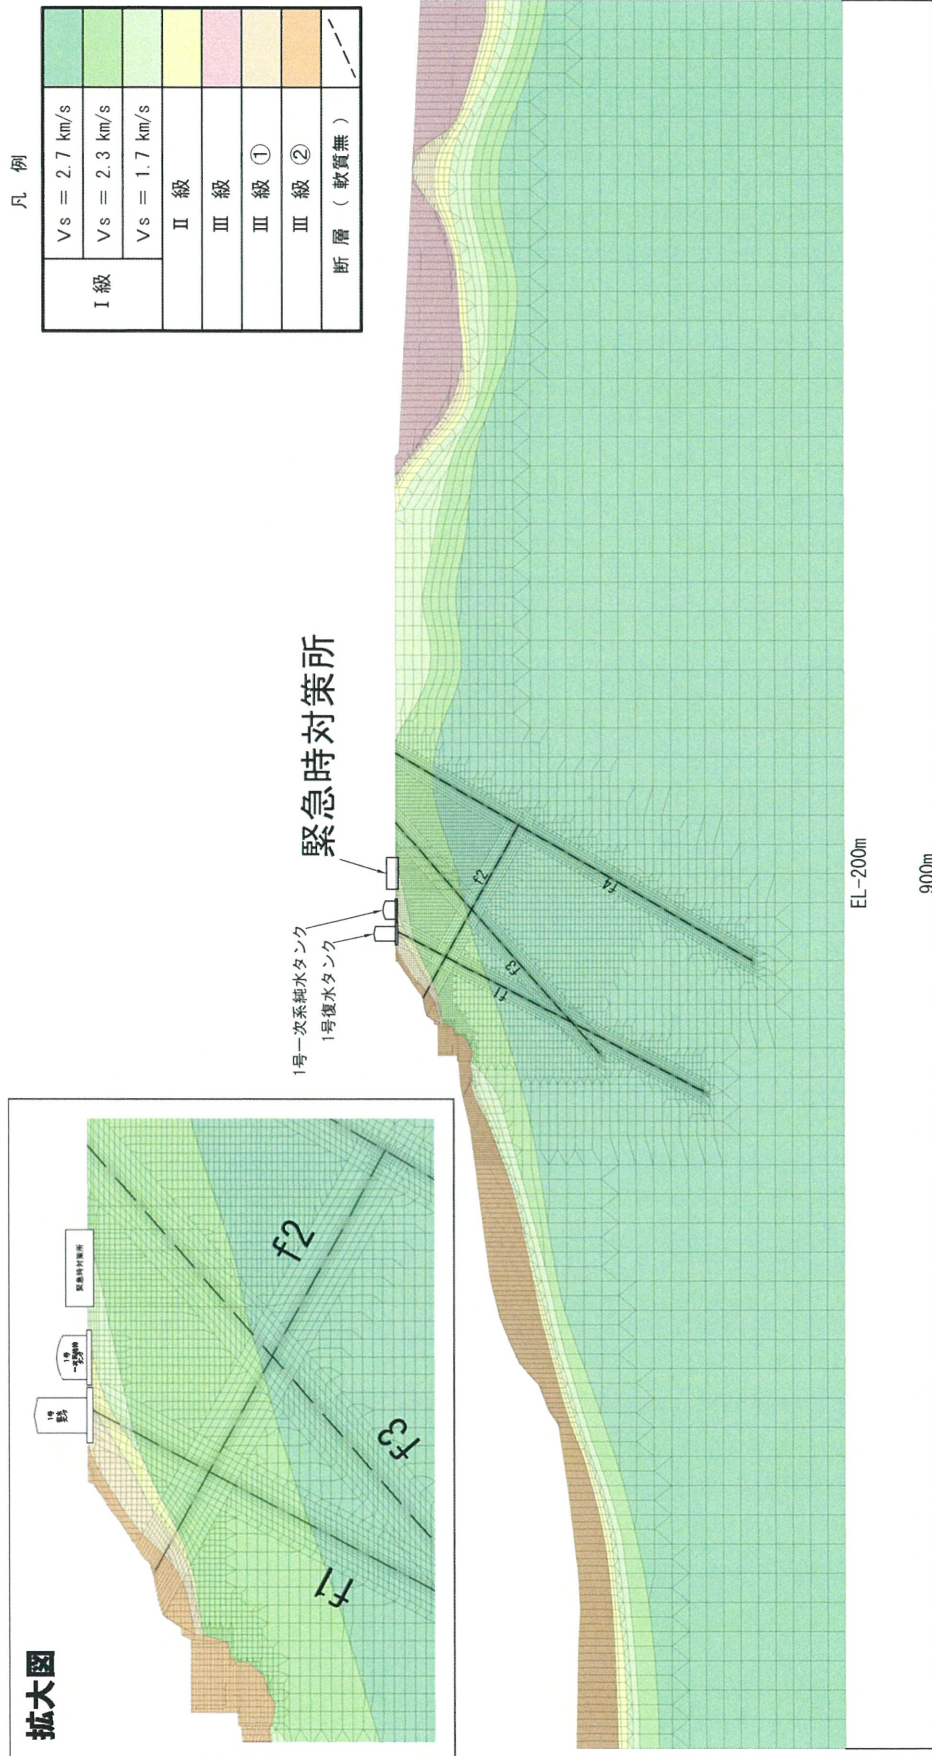 凡 例
Ⅰ 級
Vs = 2.7 km/s
Vs = 2.3 km/s
Vs = 1.7 km/s
Ⅱ 級
Ⅲ 級
Ⅲ 級 ①
Ⅲ 級 ②
断 層 ( 軟質無 )
拡大図
1号
緊急時対策所
f1
f2
f3
緊急時対策所
1号一次系純水タンク
1号復水タンク
f1
f2
f3
f4
EL-200m
900m